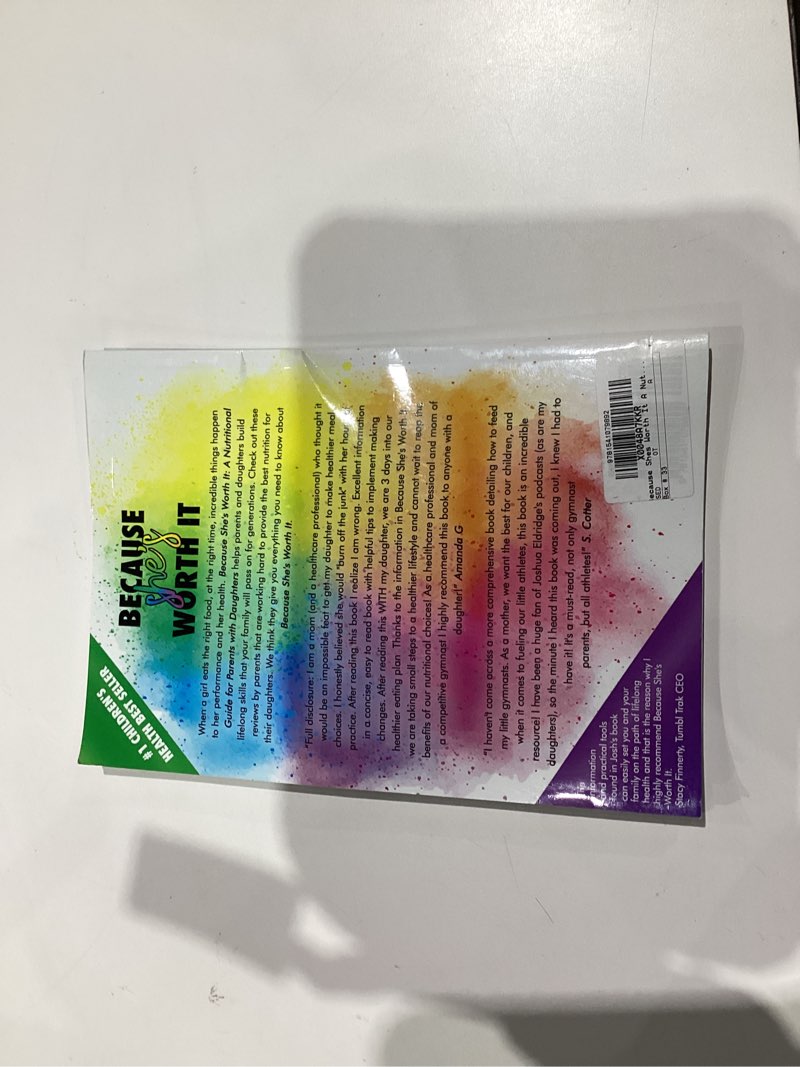 #1 CHILDREN'S
HEALTH BEST SELLER
BECAUSE
She's
WORTH IT
When a girl eats the right food, at the right time, incredible things happen
to her performance and her health. Because She's Worth It: A Nutritional
Guide for Parents with Daughters helps parents and daughters build
lifelong skills that your family will pass on for generations. Check out these
reviews by parents that are working hard to provide the best nutrition for
their daughters. We think they give you everything you need to know about
Because She's Worth It.
"Full disclosure: I am a mom (and a healthcare professional) who thought it
would be an impossible feat to get my daughter to make healthier meal
choices. I honestly believed she would "burn off the junk" with her hours of
practice. After reading this book I realize I am wrong. Excellent information
in a concise, easy to read book with helpful tips to implement making
changes. After reading this WITH my daughter, we are 3 days into our
healthier eating plan. Thanks to the information in Because She's Worth It,
we are taking small steps to a healthier lifestyle and cannot wait to reap the
benefits of our nutritional choices! As a healthcare professional and mom of
a competitive gymnast I highly recommend this book to anyone with a
daughter!" Amanda G
"I haven't come across a more comprehensive book detailing how to feed
my little gymnasts. As a mother, we want the best for our children, and
when it comes to fueling our little athletes, this book is an incredible
resource! I have been a huge fan of Joshua Eldridge's podcasts (as are my
daughters), so the minute I heard this book was coming out, I knew I had to
have it! It's a must-read, not only gymnast
parents, but all athletes!" S. Cotter
information
and practical tools
found in Josh's book
can easily set you and your
family on the path of lifelong
health and that is the reason why I
highly recommend Because She's
Worth It.
Stacy Finnerty, Tumbl Trak CEO
9781541079892
X0048A7KKR
ecause Shes Worth It A Nut.